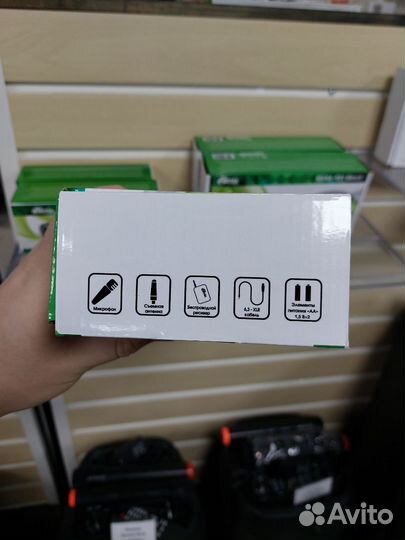 Микрофон
Съемная
антенна
Беспроводной
ресивер
6,3 - XLR
кабель
Элементы
питания «АА»
1,5 В×2
Avito